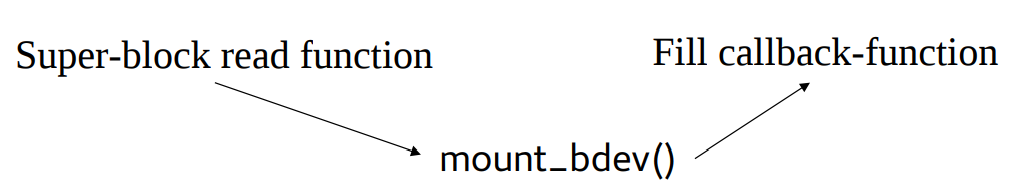 Super-block read function
Fill callback-function
mount_bdev()